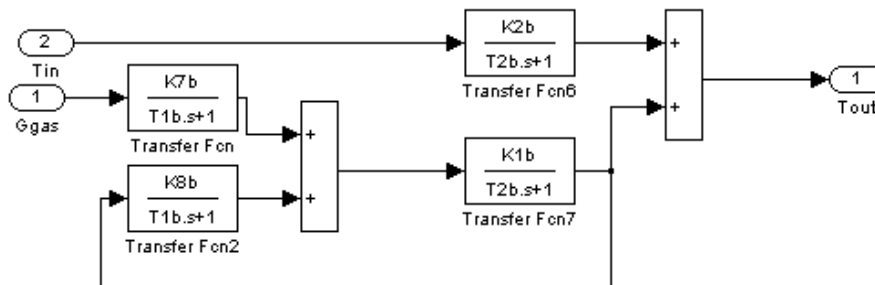 2
Tin
K2b
T2b.s+1
Transfer Fcn6
+
+
1
Tout
1
Ggas
K7b
T1b.s+1
Transfer Fcn
+
+
K8b
T1b.s+1
Transfer Fcn2
K1b
T2b.s+1
Transfer Fcn7